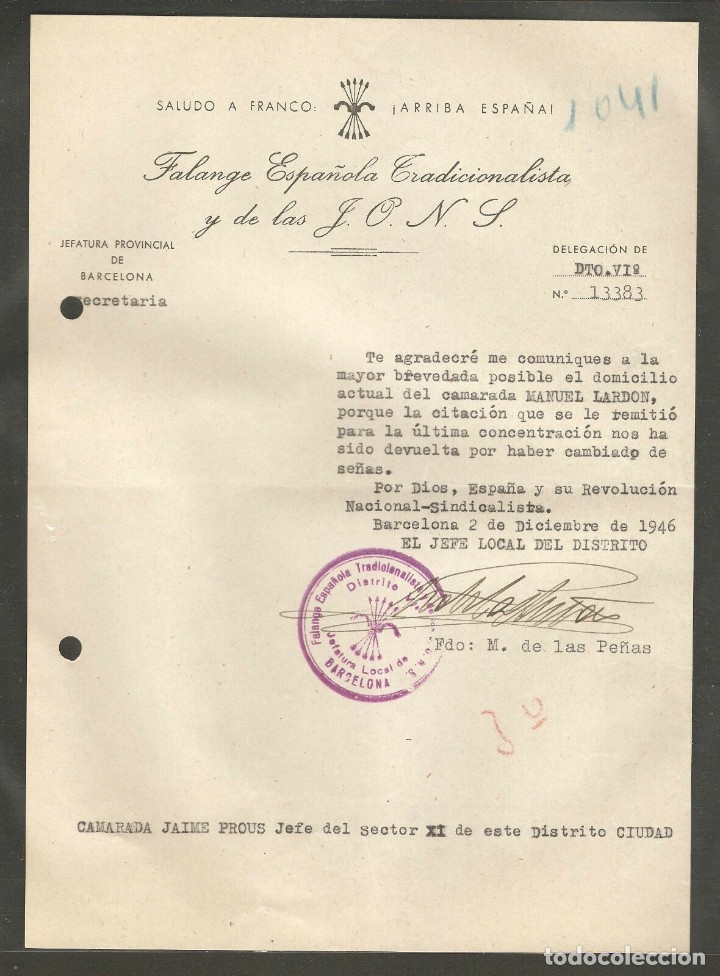 SALUDO A FRANCO: ¡ARRIBA ESPAÑA!
1041
Falange Española Tradicionalista
y de las J. O. N. S.
JEFATURA PROVINCIAL
DE
BARCELONA
secretaria
DELEGACIÓN DE
DTO.VIº
N.º 13383
Te agradecré me comuniques a la
mayor brevedada posible el domicilio
actual del camarada MANUEL LARDON,
porque la citación que se le remitió
para la última concentración nos ha
sido devuelta por haber cambiado de
señas.
Por Dios, España y su Revolución
Nacional-Sindicalista.
Barcelona 2 de Diciembre de 1946
EL JEFE LOCAL DEL DISTRITO
Falange Española Tradicionalista
Distrito
Jefatura Local de
BARCELONA
Fdo: M. de las Peñas
3º
CAMARADA JAIME PROUS Jefe del Sector XI de este Distrito CIUDAD
todocoleccion